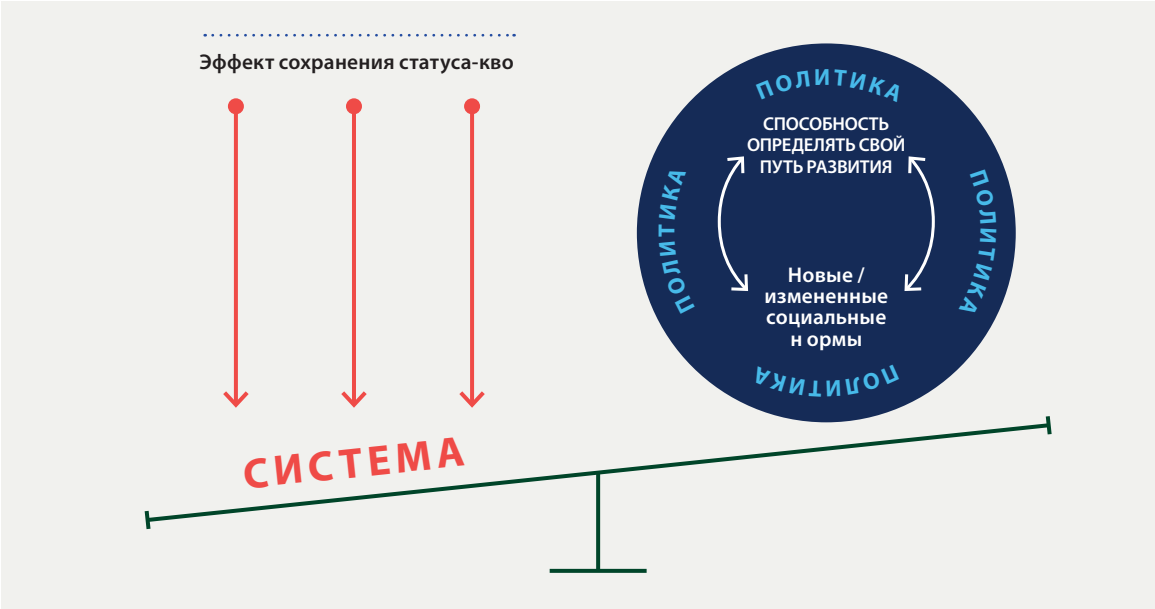 Эффект сохранения статуса-кво
СИСТЕМА
ПОЛИТИКА
СПОСОБНОСТЬ
ОПРЕДЕЛЯТЬ СВОЙ
ПУТЬ РАЗВИТИЯ
ПОЛИТИКА
ПОЛИТИКА
Новые /
измененные
социальные
н ормы
ПОЛИТИКА